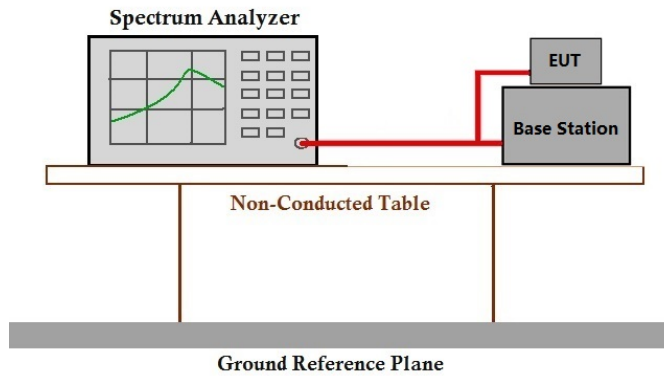 Spectrum Analyzer
EUT
Base Station
Non-Conducted Table
Ground Reference Plane